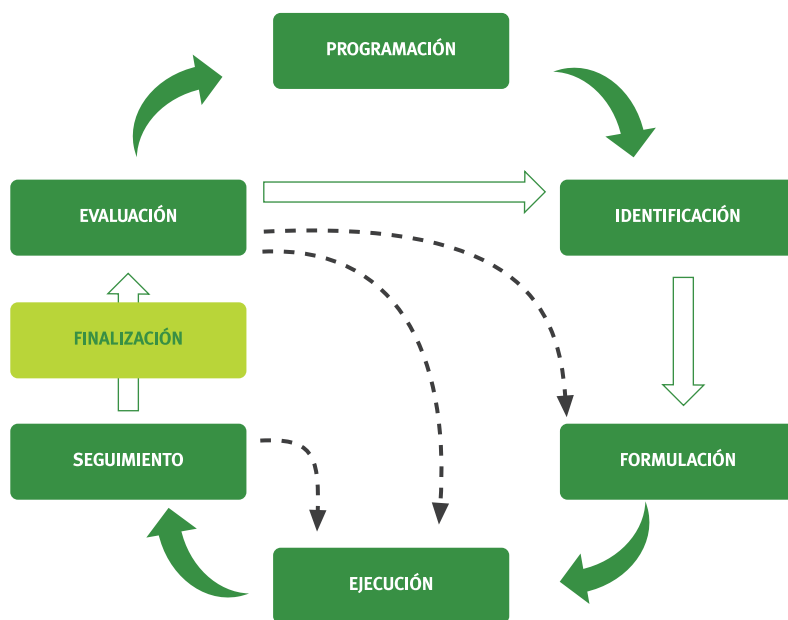 PROGRAMACIÓN
EVALUACIÓN
IDENTIFICACIÓN
FINALIZACIÓN
SEGUIMIENTO
FORMULACIÓN
EJECUCIÓN